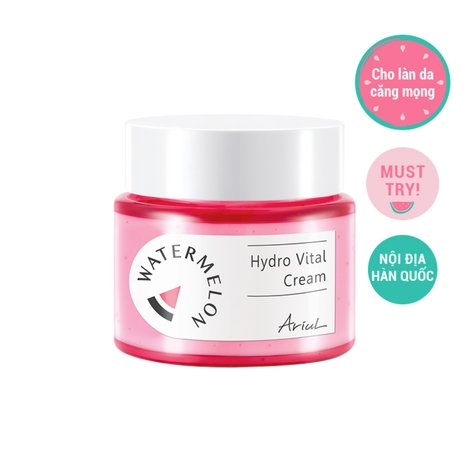 Cho làn da
căng mọng
MUST
TRY!
NỘI ĐỊA
HÀN QUỐC
WATERMELON
Hydro Vital
Cream
Ariul